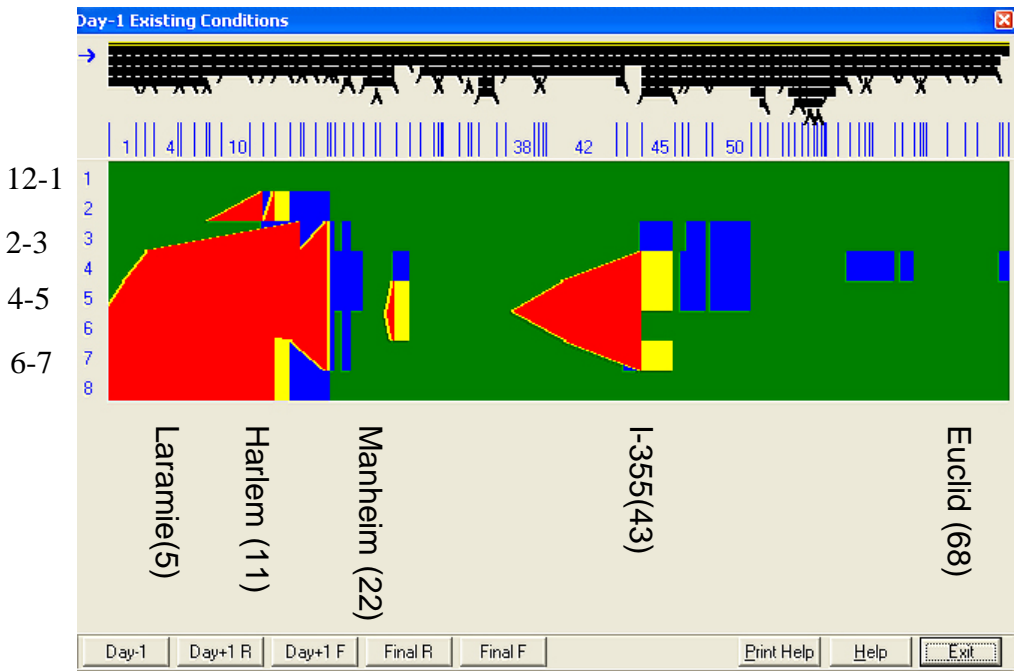 Day-1 Existing Conditions
1 4 10 38 42 45 50
12-1
1
2
2-3
3
4
4-5
5
6
6-7
7
8
Laramie(5)
Harlem (11)
Manheim (22)
I-355(43)
Euclid (68)
Day-1 Day+1 R Day+1 F Final R Final F Print Help Help Exit